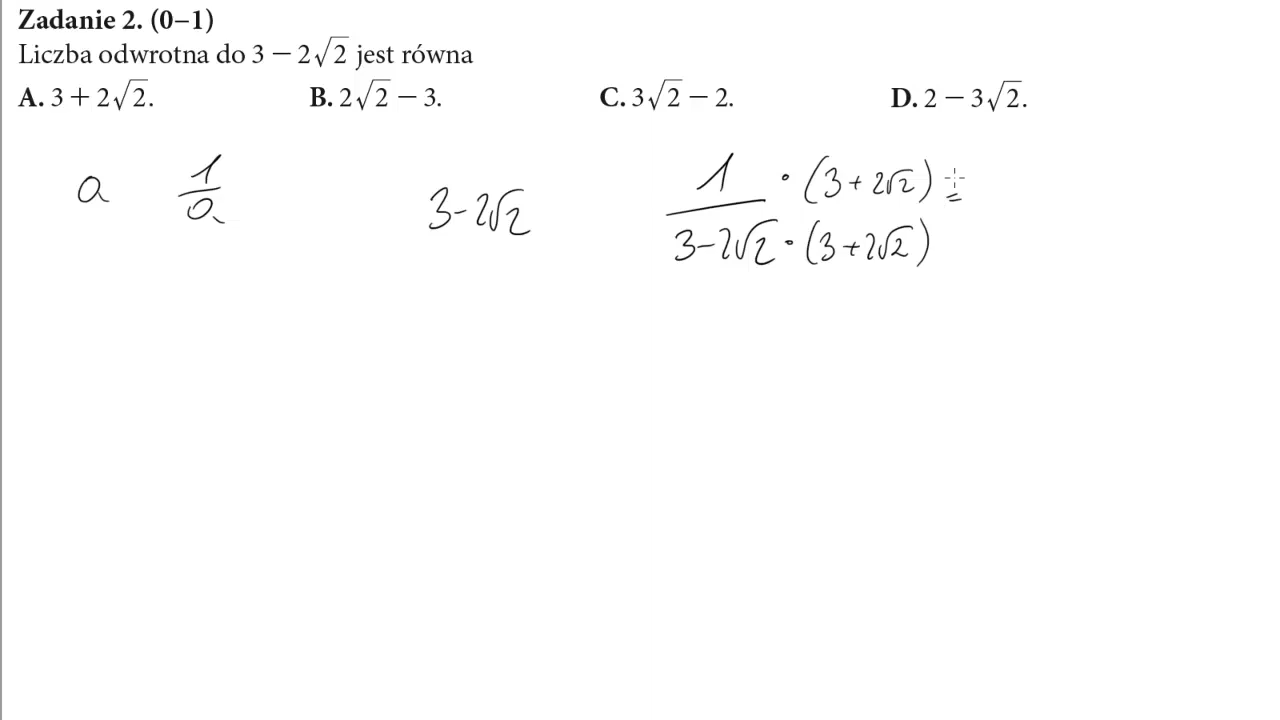 Zadanie 2. (0–1)
Liczba odwrotna do 3 − 2√2 jest równa
A. 3 + 2√2. B. 2√2 − 3. C. 3√2 − 2. D. 2 − 3√2.
a 1/a 3-2√2 1 · (3+2√2) =
3-2√2 · (3+2√2)